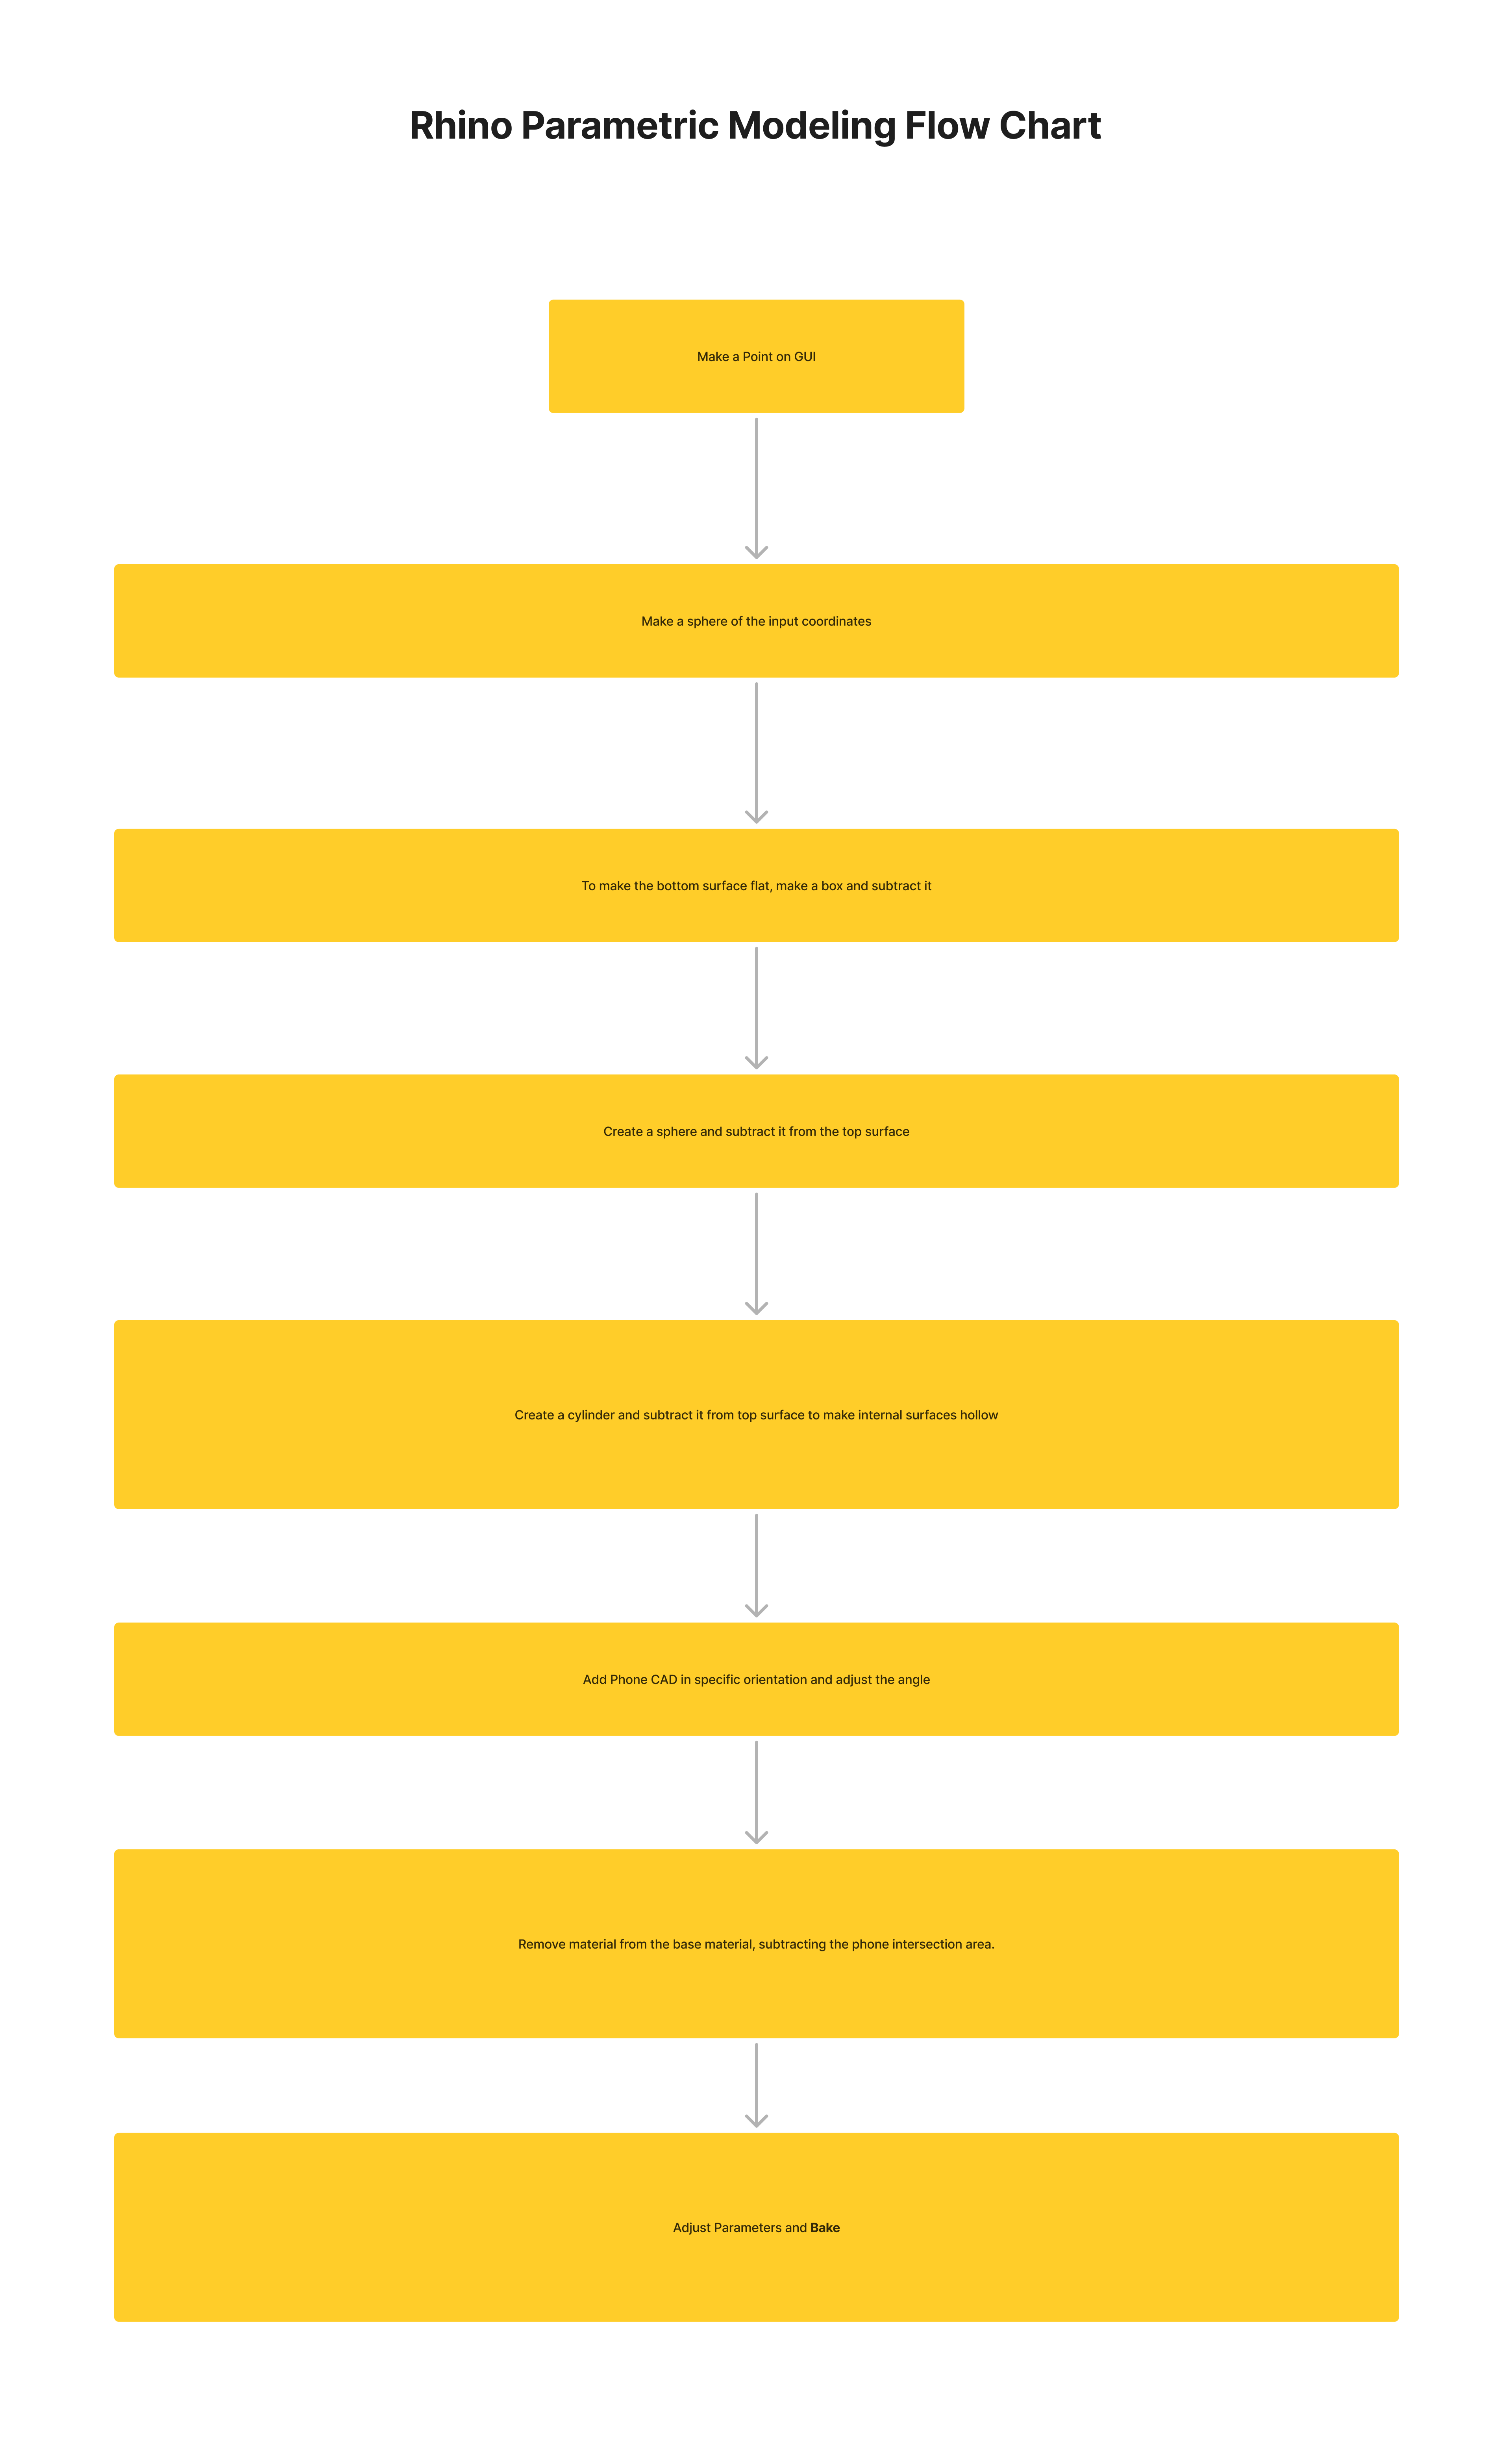 Rhino Parametric Modeling Flow Chart
Make a Point on GUI
Make a sphere of the input coordinates
To make the bottom surface flat, make a box and subtract it
Create a sphere and subtract it from the top surface
Create a cylinder and subtract it from top surface to make internal surfaces hollow
Add Phone CAD in specific orientation and adjust the angle
Remove material from the base material, subtracting the phone intersection area.
Adjust Parameters and Bake